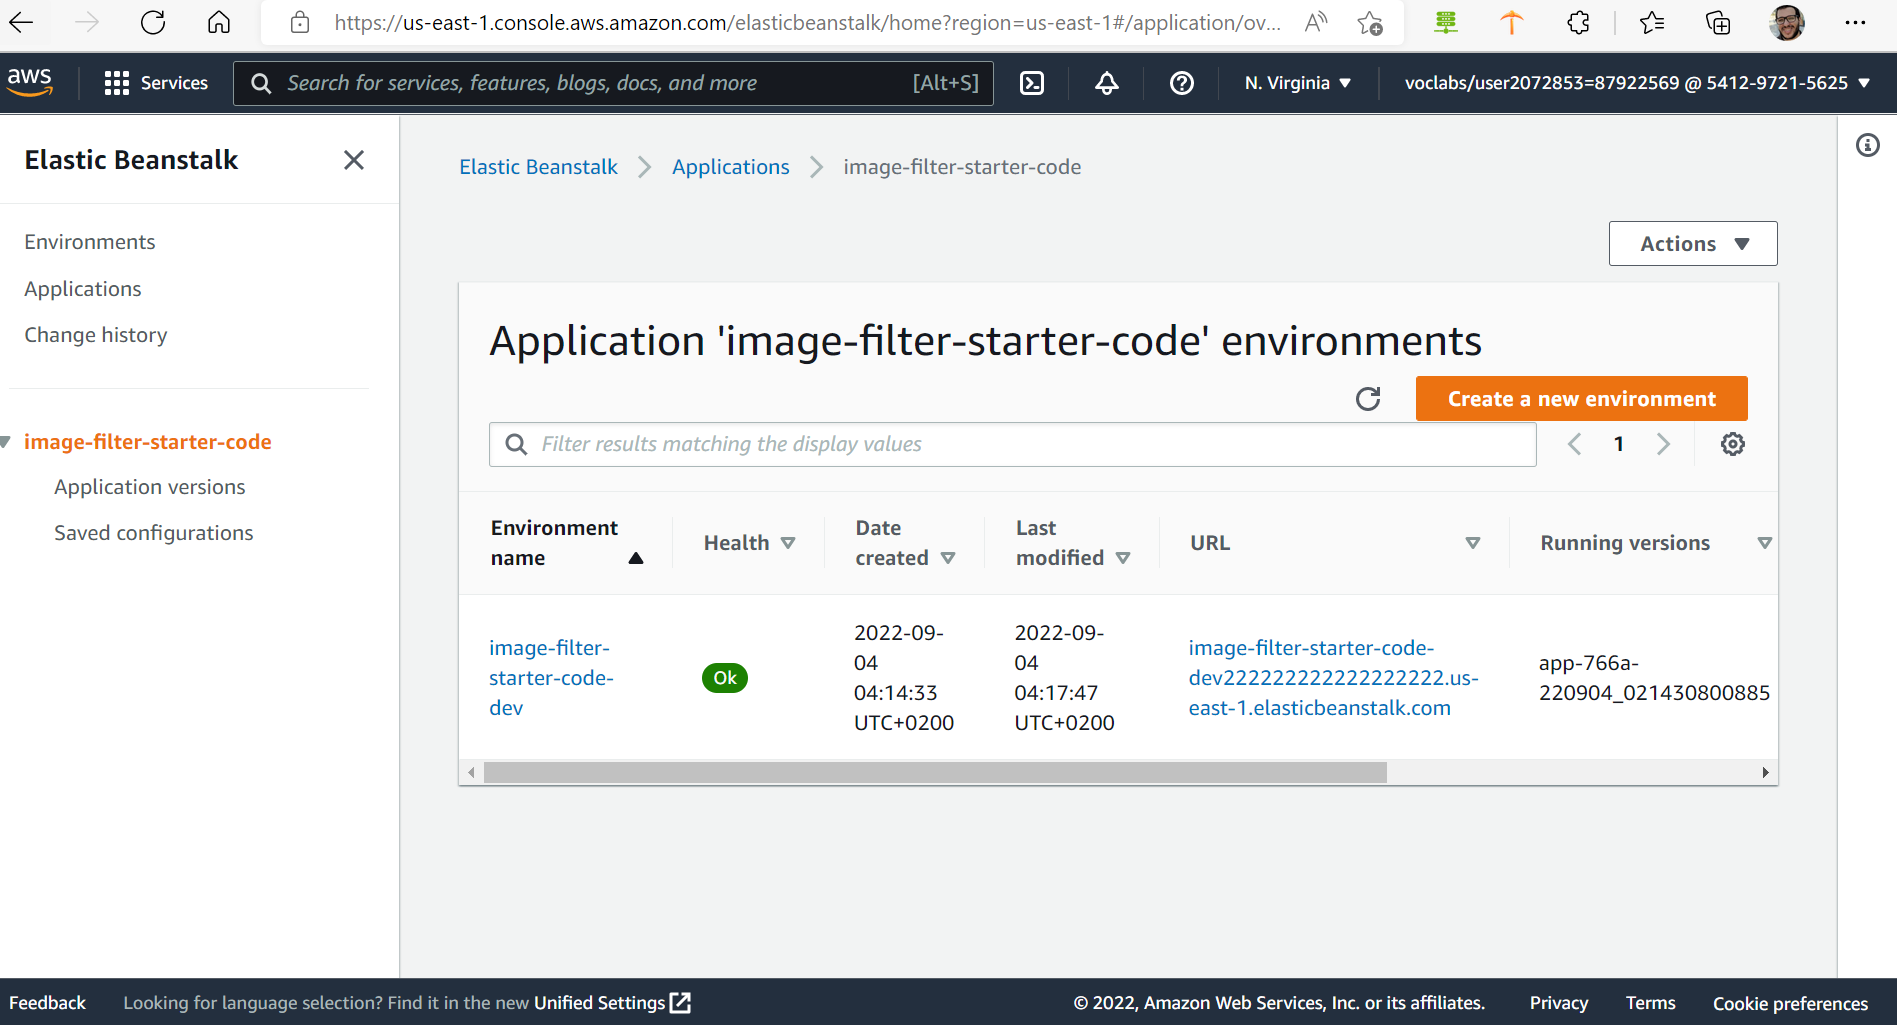 https://us-east-1.console.aws.amazon.com/elasticbeanstalk/home?region=us-east-1#/application/ov...
aws
Services
Search for services, features, blogs, docs, and more
[Alt+S]
N. Virginia
voclabs/user2072853=87922569 @ 5412-9721-5625
Elastic Beanstalk
Environments
Applications
Change history
image-filter-starter-code
Application versions
Saved configurations
Elastic Beanstalk
Applications
image-filter-starter-code
Actions
Application 'image-filter-starter-code' environments
Create a new environment
Filter results matching the display values
1
Environment
name
Health
Date
created
Last
modified
URL
Running versions
image-filter-
starter-code-
dev
Ok
2022-09-
04
04:14:33
UTC+0200
2022-09-
04
04:17:47
UTC+0200
image-filter-starter-code-
dev222222222222222222.us-
east-1.elasticbeanstalk.com
app-766a-
220904_021430800885
Feedback
Looking for language selection? Find it in the new Unified Settings
© 2022, Amazon Web Services, Inc. or its affiliates.
Privacy
Terms
Cookie preferences